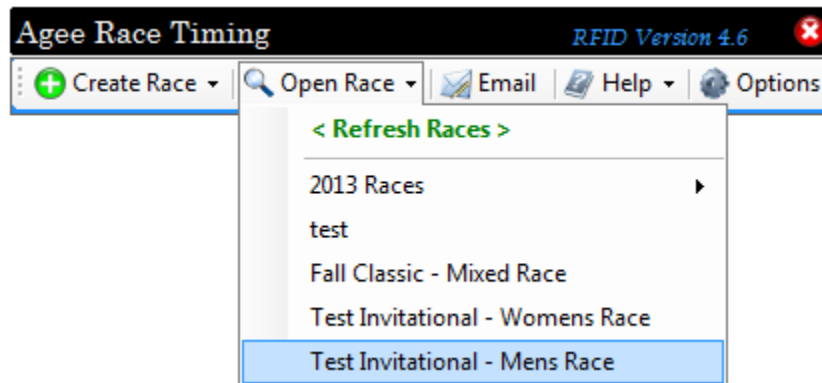 Agee Race Timing RFID Version 4.6
Create Race Open Race Email Help Options
< Refresh Races >
2013 Races
test
Fall Classic - Mixed Race
Test Invitational - Womens Race
Test Invitational - Mens Race